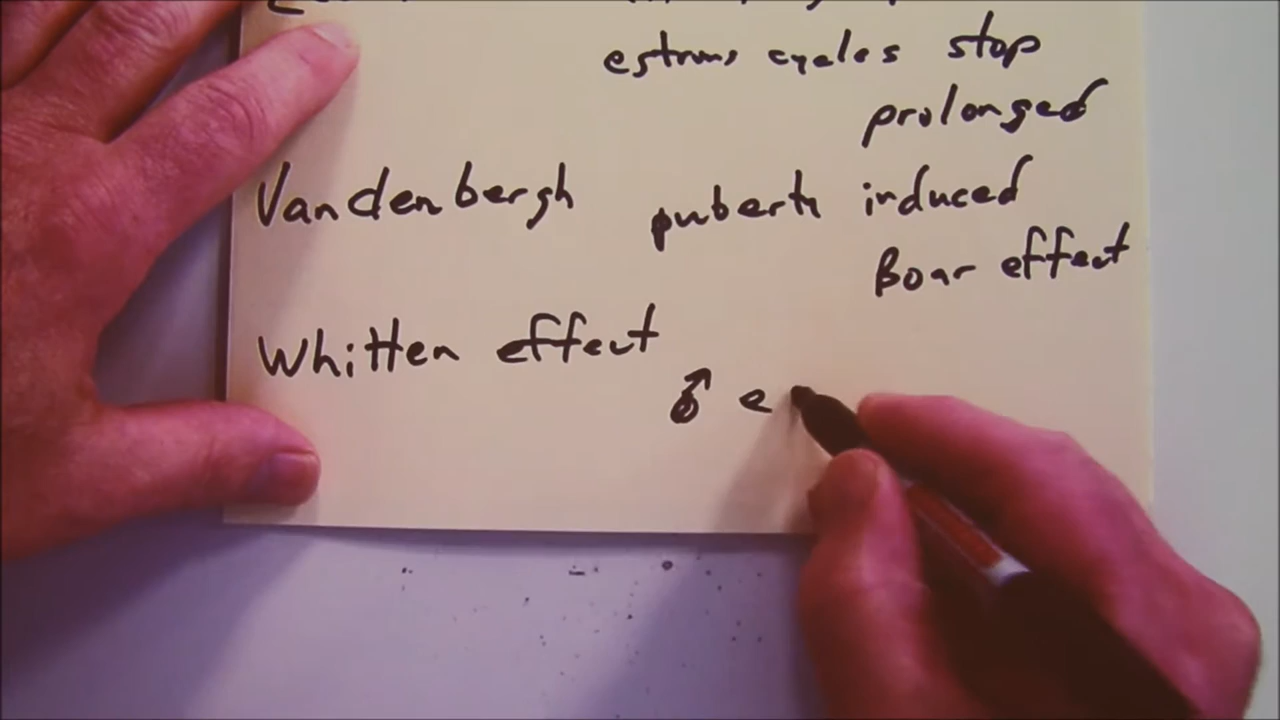 estrus cycles stop
prolonged
Vandenbergh puberty induced
Boar effect
Whitten effect
♂ e